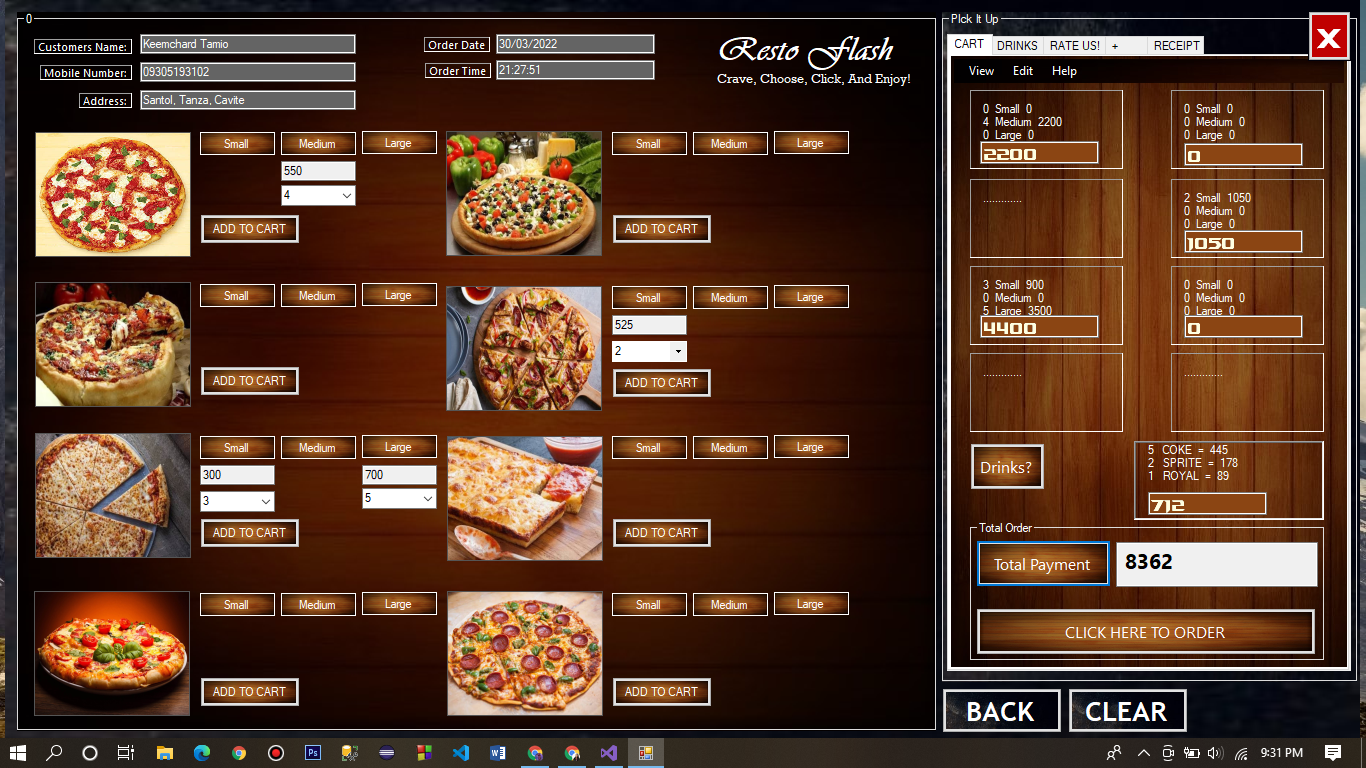 0
Customers Name:
Keemchard Tamio
Mobile Number:
09305193102
Address:
Santol, Tanza, Cavite
Order Date
30/03/2022
Order Time
21:27:51
Resto Flash
Crave, Choose, Click, And Enjoy!
Small Medium Large
550
4
ADD TO CART
Small Medium Large
ADD TO CART
Small Medium Large
ADD TO CART
Small Medium Large
525
2
ADD TO CART
Small Medium Large
300 700
3 5
ADD TO CART
Small Medium Large
ADD TO CART
Small Medium Large
ADD TO CART
Small Medium Large
ADD TO CART
PIck It Up
X
CART DRINKS RATE US! + RECEIPT
View Edit Help
0 Small 0
4 Medium 2200
0 Large 0
2200
0 Small 0
0 Medium 0
0 Large 0
0
............
2 Small 1050
0 Medium 0
0 Large 0
1050
3 Small 900
0 Medium 0
5 Large 3500
4400
0 Small 0
0 Medium 0
0 Large 0
0
............
............
Drinks?
5 COKE = 445
2 SPRITE = 178
1 ROYAL = 89
712
Total Order
Total Payment
8362
CLICK HERE TO ORDER
BACK
CLEAR
Ps
9:31 PM